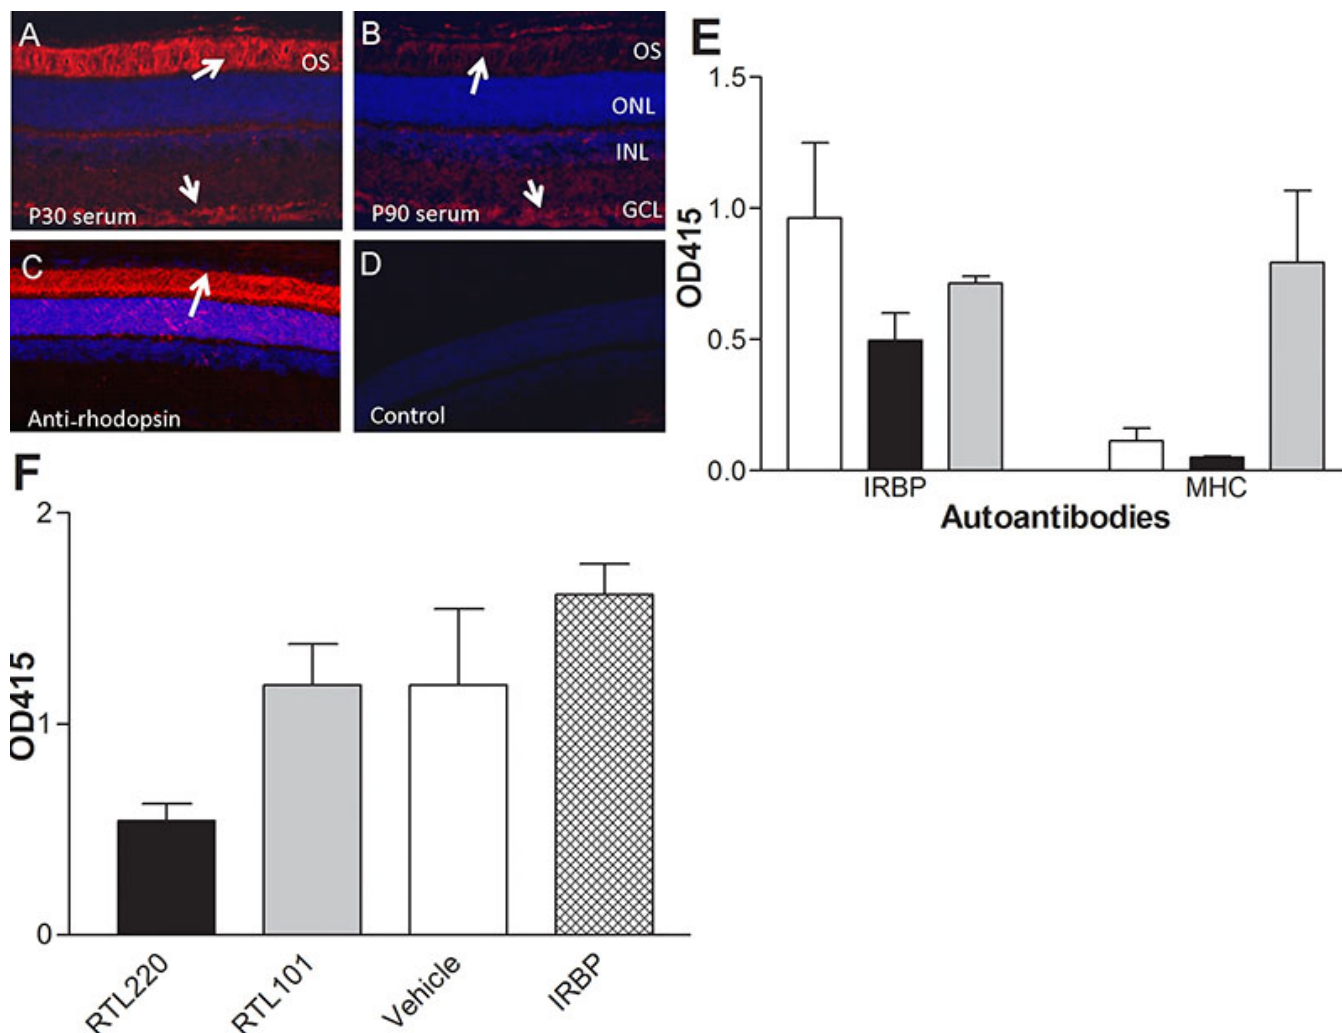 A
OS
P30 serum
B
OS
ONL
INL
GCL
P90 serum
C
Anti-rhodopsin
D
Control
E
1.5
1.0
0.5
0.0
OD415
IRBP
MHC
Autoantibodies
F
2
1
0
OD415
RTL220
RTL101
Vehicle
IRBP